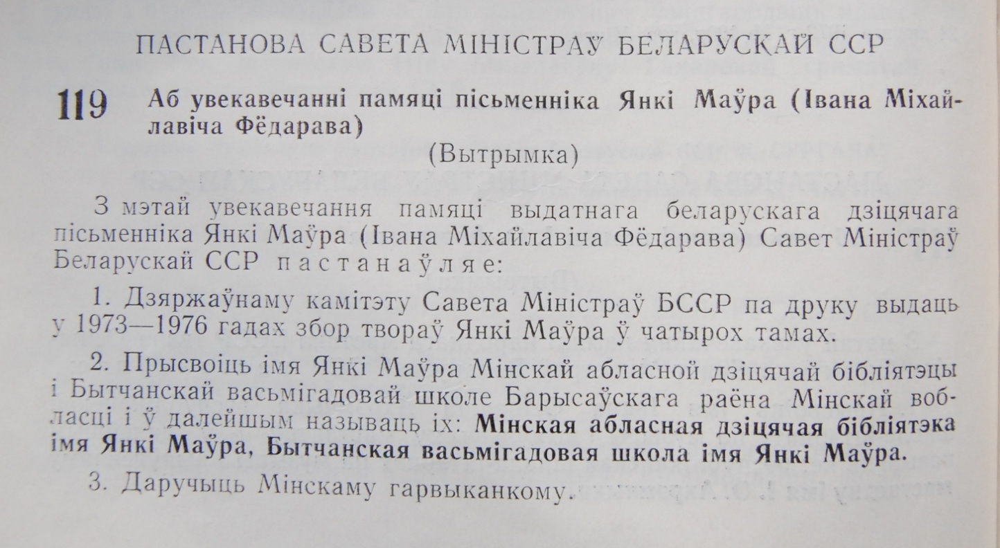 ПАСТАНОВА САВЕТА МІНІСТРАЎ БЕЛАРУСКАЙ ССР
119 Аб увекавечанні памяці пісьменніка Янкі Маўра (Івана Міхай-
лавіча Фёдарава)
(Вытрымка)
З мэтай увекавечання памяці выдатнага беларускага дзіцячага
пісьменніка Янкі Маўра (Івана Міхайлавіча Фёдарава) Савет Міністраў
Беларускай ССР п а с т а н а ў л я е:
1. Дзяржаўнаму камітэту Савета Міністраў БССР па друку выдаць
у 1973—1976 гадах збор твораў Янкі Маўра ў чатырох тамах.
2. Прысвоіць імя Янкі Маўра Мінскай абласной дзіцячай бібліятэцы
і Бытчанскай васьмігадовай школе Барысаўскага раёна Мінскай воб-
ласці і ў далейшым называць іх: Мінская абласная дзіцячая бібліятэка
імя Янкі Маўра, Бытчанская васьмігадовая школа імя Янкі Маўра.
3. Даручыць Мінскаму гарвыканкому.